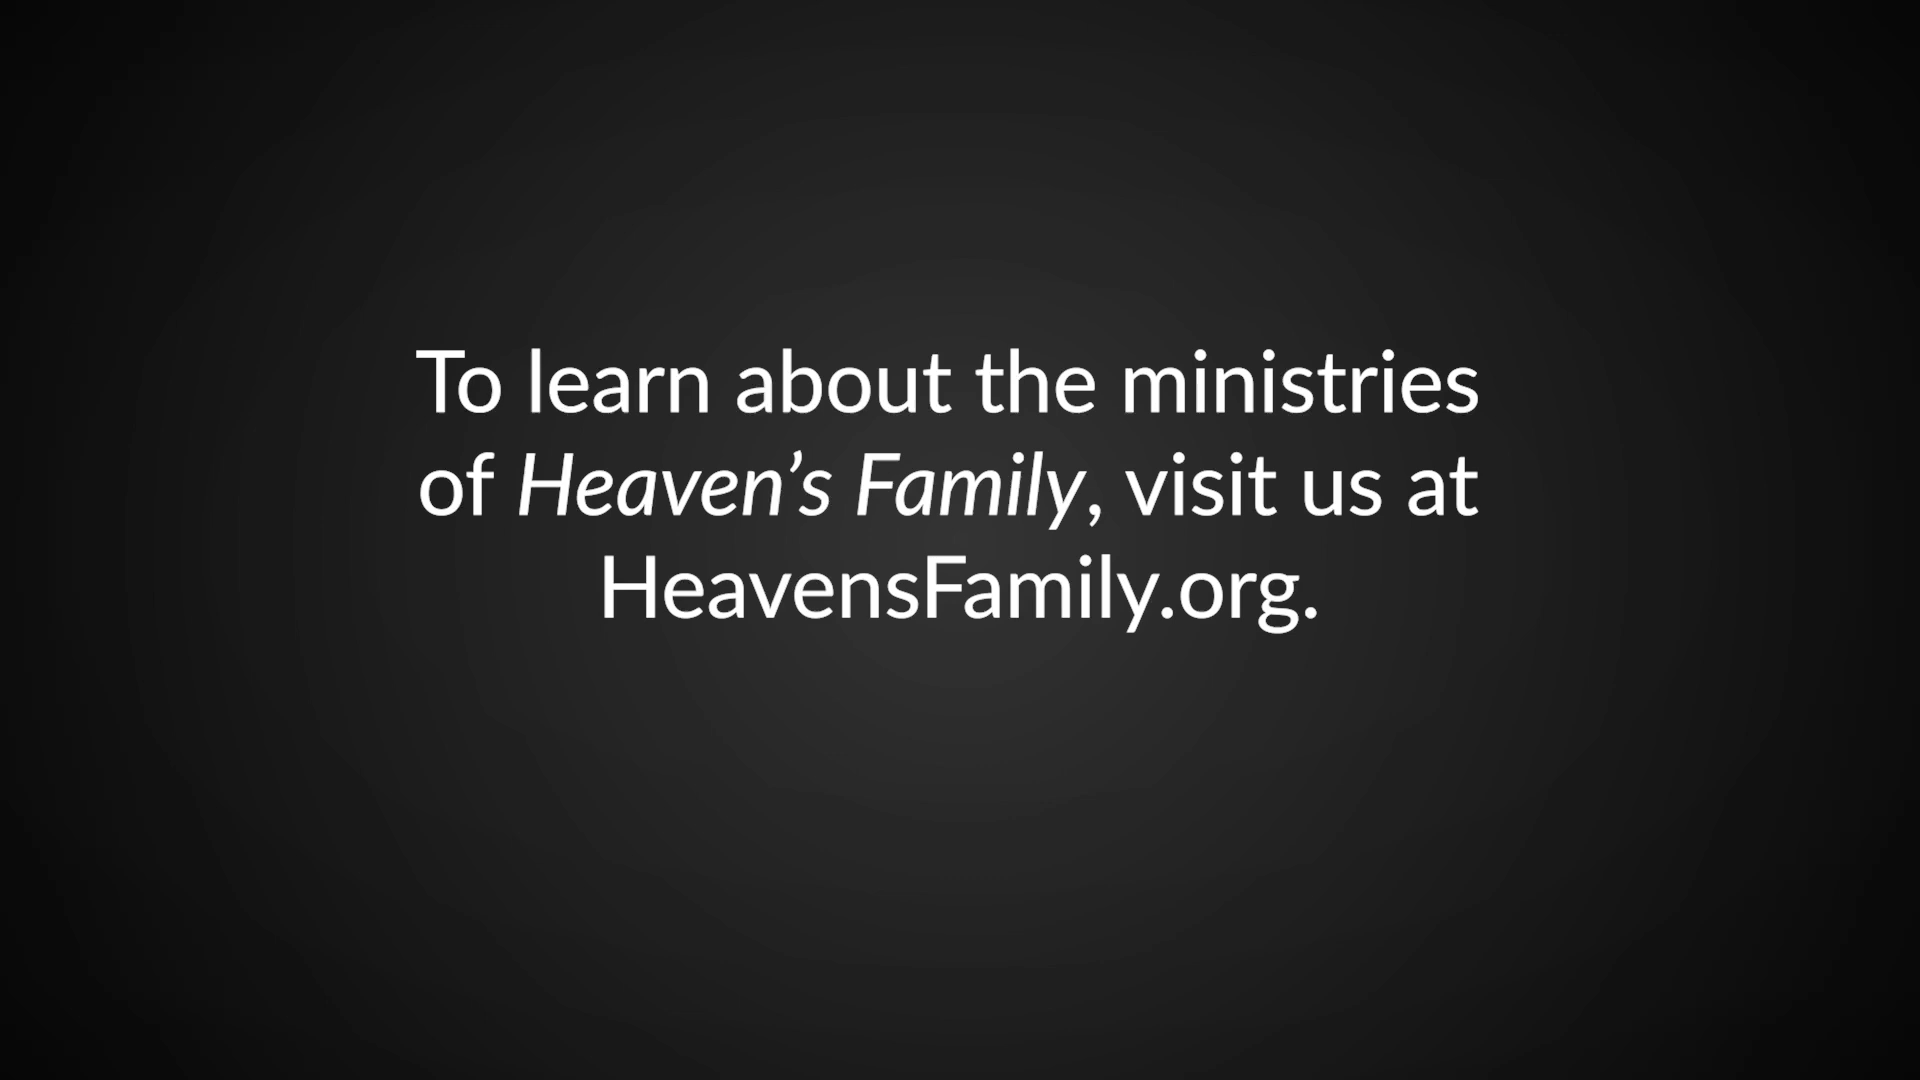 To learn about the ministries
of Heaven’s Family, visit us at
HeavensFamily.org.